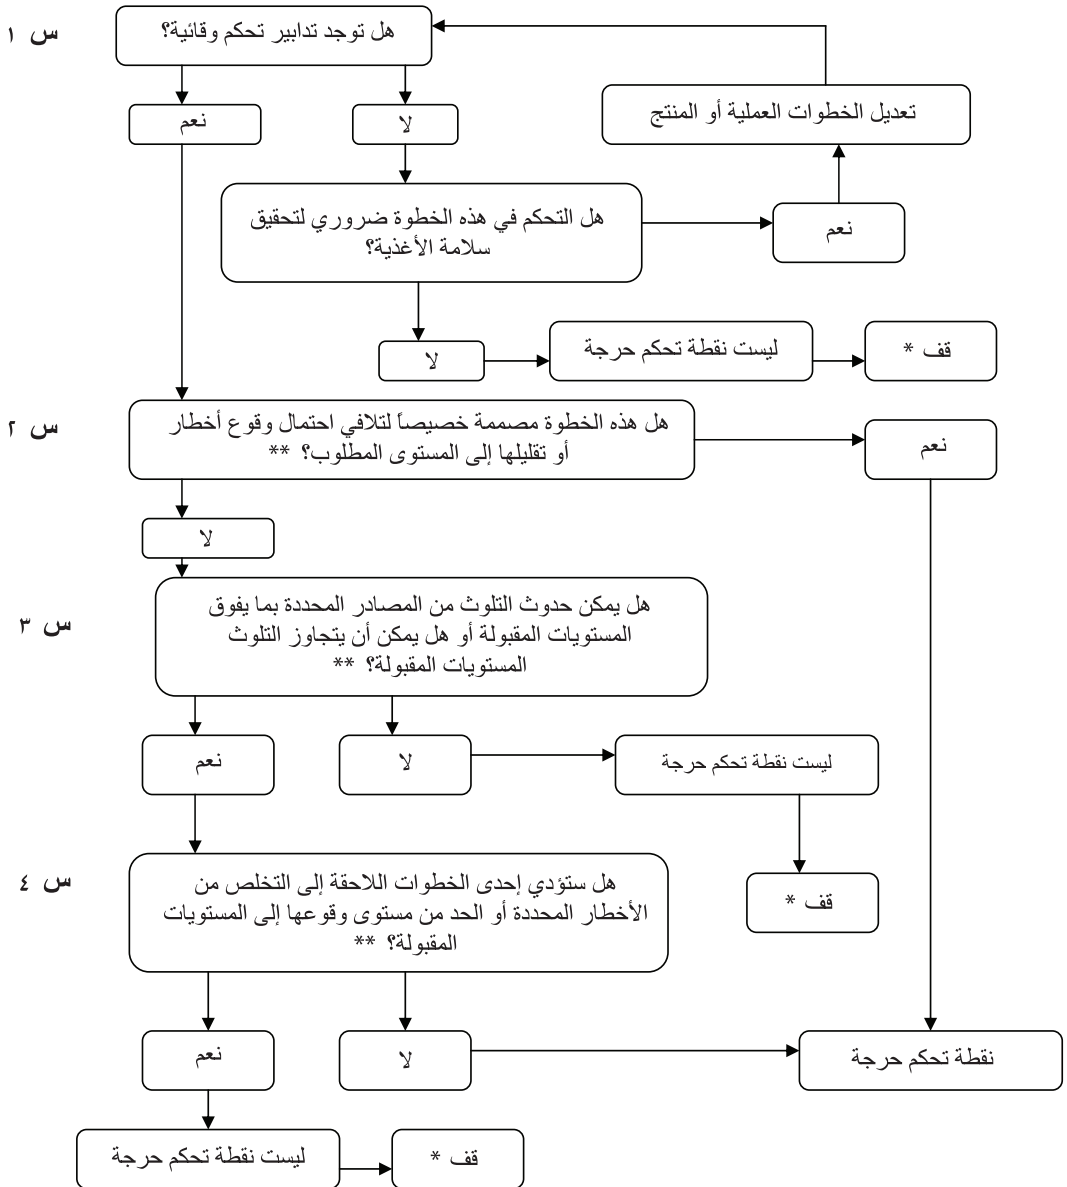 س ١
هل توجد تدابير تحكم وقائية؟
نعم
لا
تعديل الخطوات العملية أو المنتج
هل التحكم في هذه الخطوة ضروري لتحقيق
سلامة الأغذية؟
نعم
لا
ليست نقطة تحكم حرجة
قف *
س ٢
هل هذه الخطوة مصممة خصيصاً لتلافي احتمال وقوع أخطار
أو تقليلها إلى المستوى المطلوب؟ **
نعم
لا
س ٣
هل يمكن حدوث التلوث من المصادر المحددة بما يفوق
المستويات المقبولة أو هل يمكن أن يتجاوز التلوث
المستويات المقبولة؟ **
نعم
لا
ليست نقطة تحكم حرجة
قف *
س ٤
هل ستؤدي إحدى الخطوات اللاحقة إلى التخلص من
الأخطار المحددة أو الحد من مستوى وقوعها إلى المستويات
المقبولة؟ **
نعم
لا
نقطة تحكم حرجة
ليست نقطة تحكم حرجة
قف *